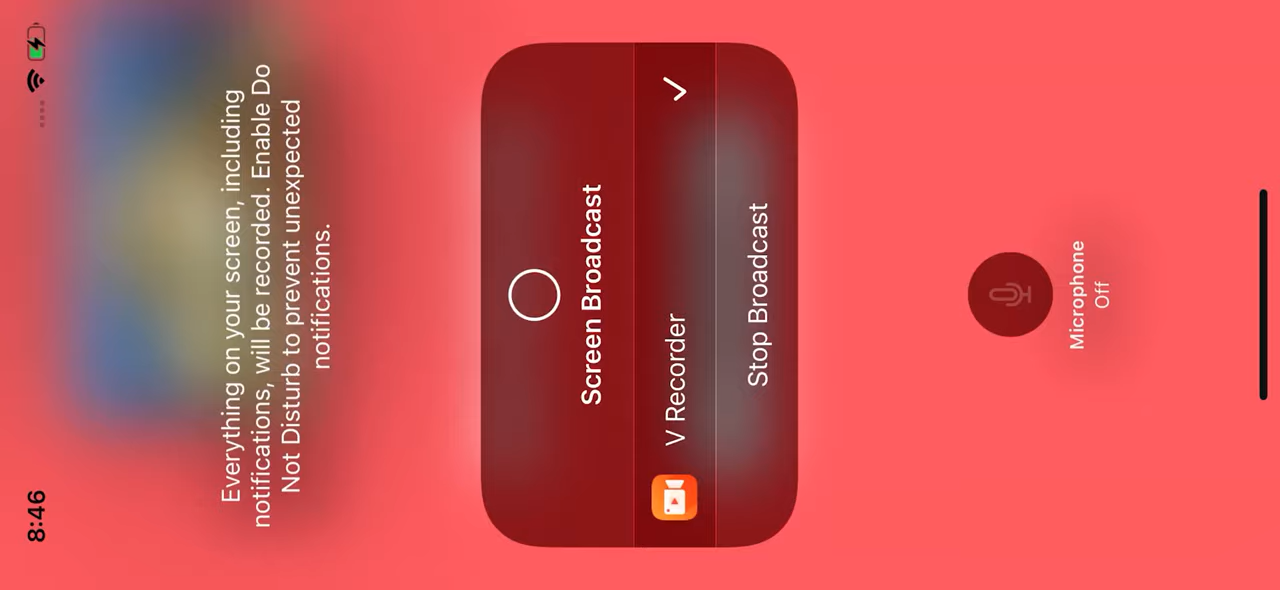 8:46
Everything on your screen, including
notifications, will be recorded. Enable Do
Not Disturb to prevent unexpected
notifications.
Screen Broadcast
V Recorder
Stop Broadcast
Microphone
Off